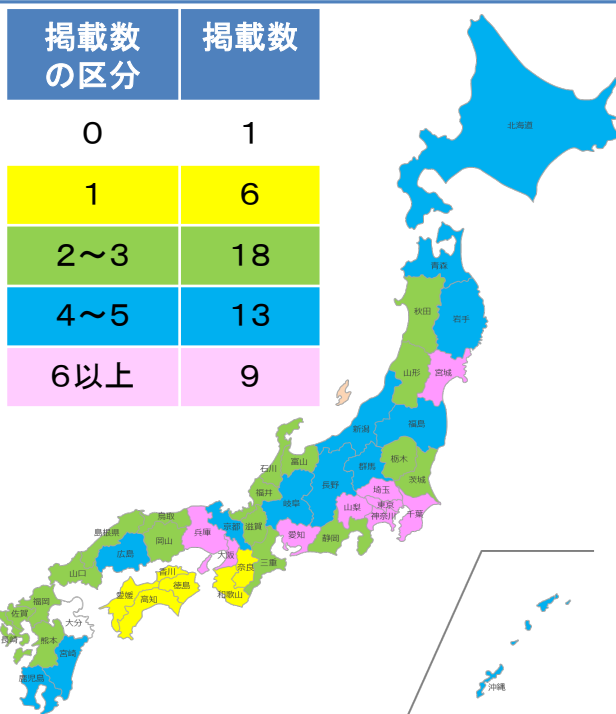 掲載数
の区分
掲載数
0
1
1
6
2～3
18
4～5
13
6以上
9
北海道
青森
秋田
岩手
山形
宮城
新潟
福島
石川
富山
群馬
栃木
茨城
福井
長野
岐阜
埼玉
山梨
東京
神奈川
千葉
鳥取
島根県
岡山
兵庫
京都
滋賀
愛知
静岡
広島
大阪
奈良
三重
山口
香川
徳島
愛媛
高知
和歌山
福岡
佐賀
大分
長崎
熊本
宮崎
鹿児島
沖縄